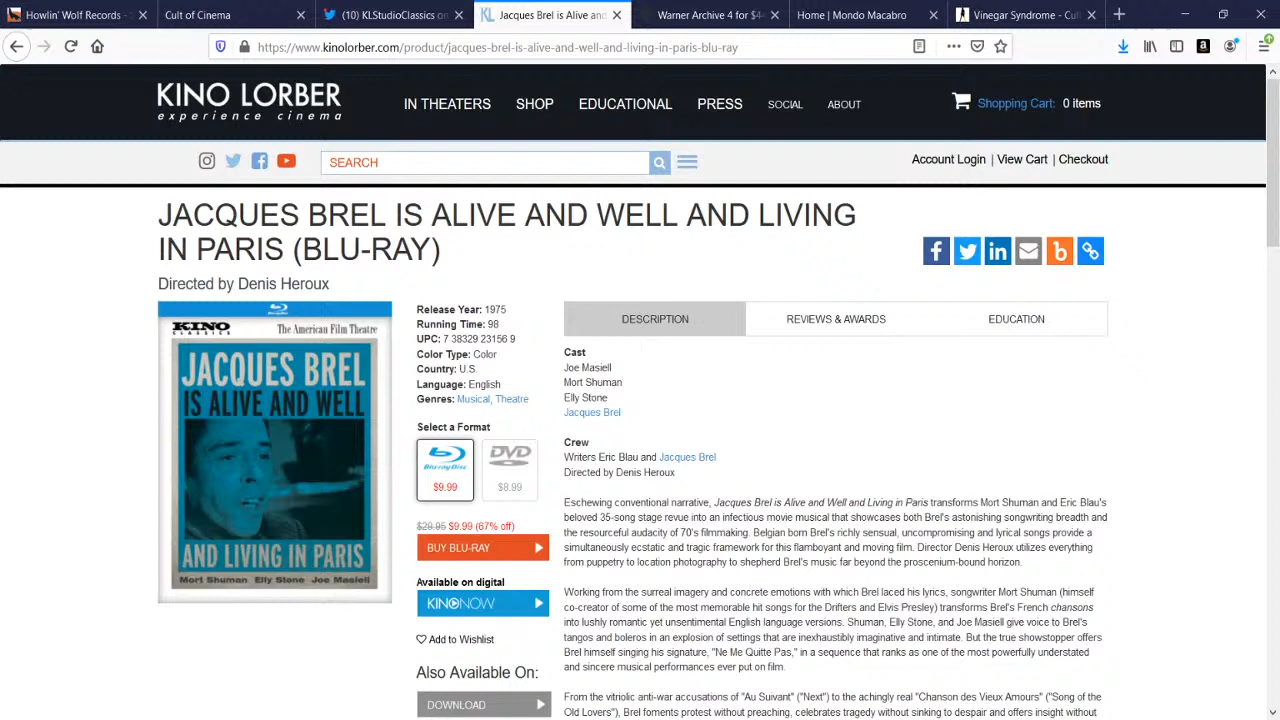 Howlin' Wolf Records - S
Cult of Cinema
(10) KLStudioClassics on
Jacques Brel is Alive and
Warner Archive 4 for $44
Home | Mondo Macabro
Vinegar Syndrome - Cult
https://www.kinolorber.com/product/jacques-brel-is-alive-and-well-and-living-in-paris-blu-ray
KINO LORBER
experience cinema
IN THEATERS SHOP EDUCATIONAL PRESS SOCIAL ABOUT
Shopping Cart: 0 items
SEARCH
Account Login | View Cart | Checkout
JACQUES BREL IS ALIVE AND WELL AND LIVING
IN PARIS (BLU-RAY)
Directed by Denis Heroux
KINO CLASSICS
The American Film Theatre
JACQUES BREL
IS ALIVE AND WELL
AND LIVING IN PARIS
Mort Shuman Elly Stone Joe Masiell
Release Year: 1975
Running Time: 98
UPC: 7 38329 23156 9
Color Type: Color
Country: U.S.
Language: English
Genres: Musical, Theatre
Select a Format
Blu-ray Disc
$9.99
DVD
$8.99
$29.95 $9.99 (67% off)
BUY BLU-RAY
Available on digital
KINO NOW
Add to Wishlist
Also Available On:
DOWNLOAD
DESCRIPTION
REVIEWS & AWARDS
EDUCATION
Cast
Joe Masiell
Mort Shuman
Elly Stone
Jacques Brel
Crew
Writers Eric Blau and Jacques Brel
Directed by Denis Heroux
Eschewing conventional narrative, Jacques Brel is Alive and Well and Living in Paris transforms Mort Shuman and Eric Blau's
beloved 35-song stage revue into an infectious movie musical that showcases both Brel's astonishing songwriting breadth and
the resourceful audacity of 70's filmmaking. Belgian born Brel's richly sensual, uncompromising and lyrical songs provide a
simultaneously ecstatic and tragic framework for this flamboyant and moving film. Director Denis Heroux utilizes everything
from puppetry to location photography to shepherd Brel's music far beyond the proscenium-bound horizon.
Working from the surreal imagery and concrete emotions with which Brel laced his lyrics, songwriter Mort Shuman (himself
co-creator of some of the most memorable hit songs for the Drifters and Elvis Presley) transforms Brel's French chansons
into lushly romantic yet unsentimental English language versions. Shuman, Elly Stone, and Joe Masiell give voice to Brel's
tangos and boleros in an explosion of settings that are inexhaustibly imaginative and intimate. But the true showstopper offers
Brel himself singing his signature, "Ne Me Quitte Pas," in a sequence that ranks as one of the most powerfully understated
and sincere musical performances ever put on film.
From the vitriolic anti-war accusations of "Au Suivant" ("Next") to the achingly real "Chanson des Vieux Amours" ("Song of the
Old Lovers"), Brel foments protest without preaching, celebrates tragedy without sinking to despair and offers insight without